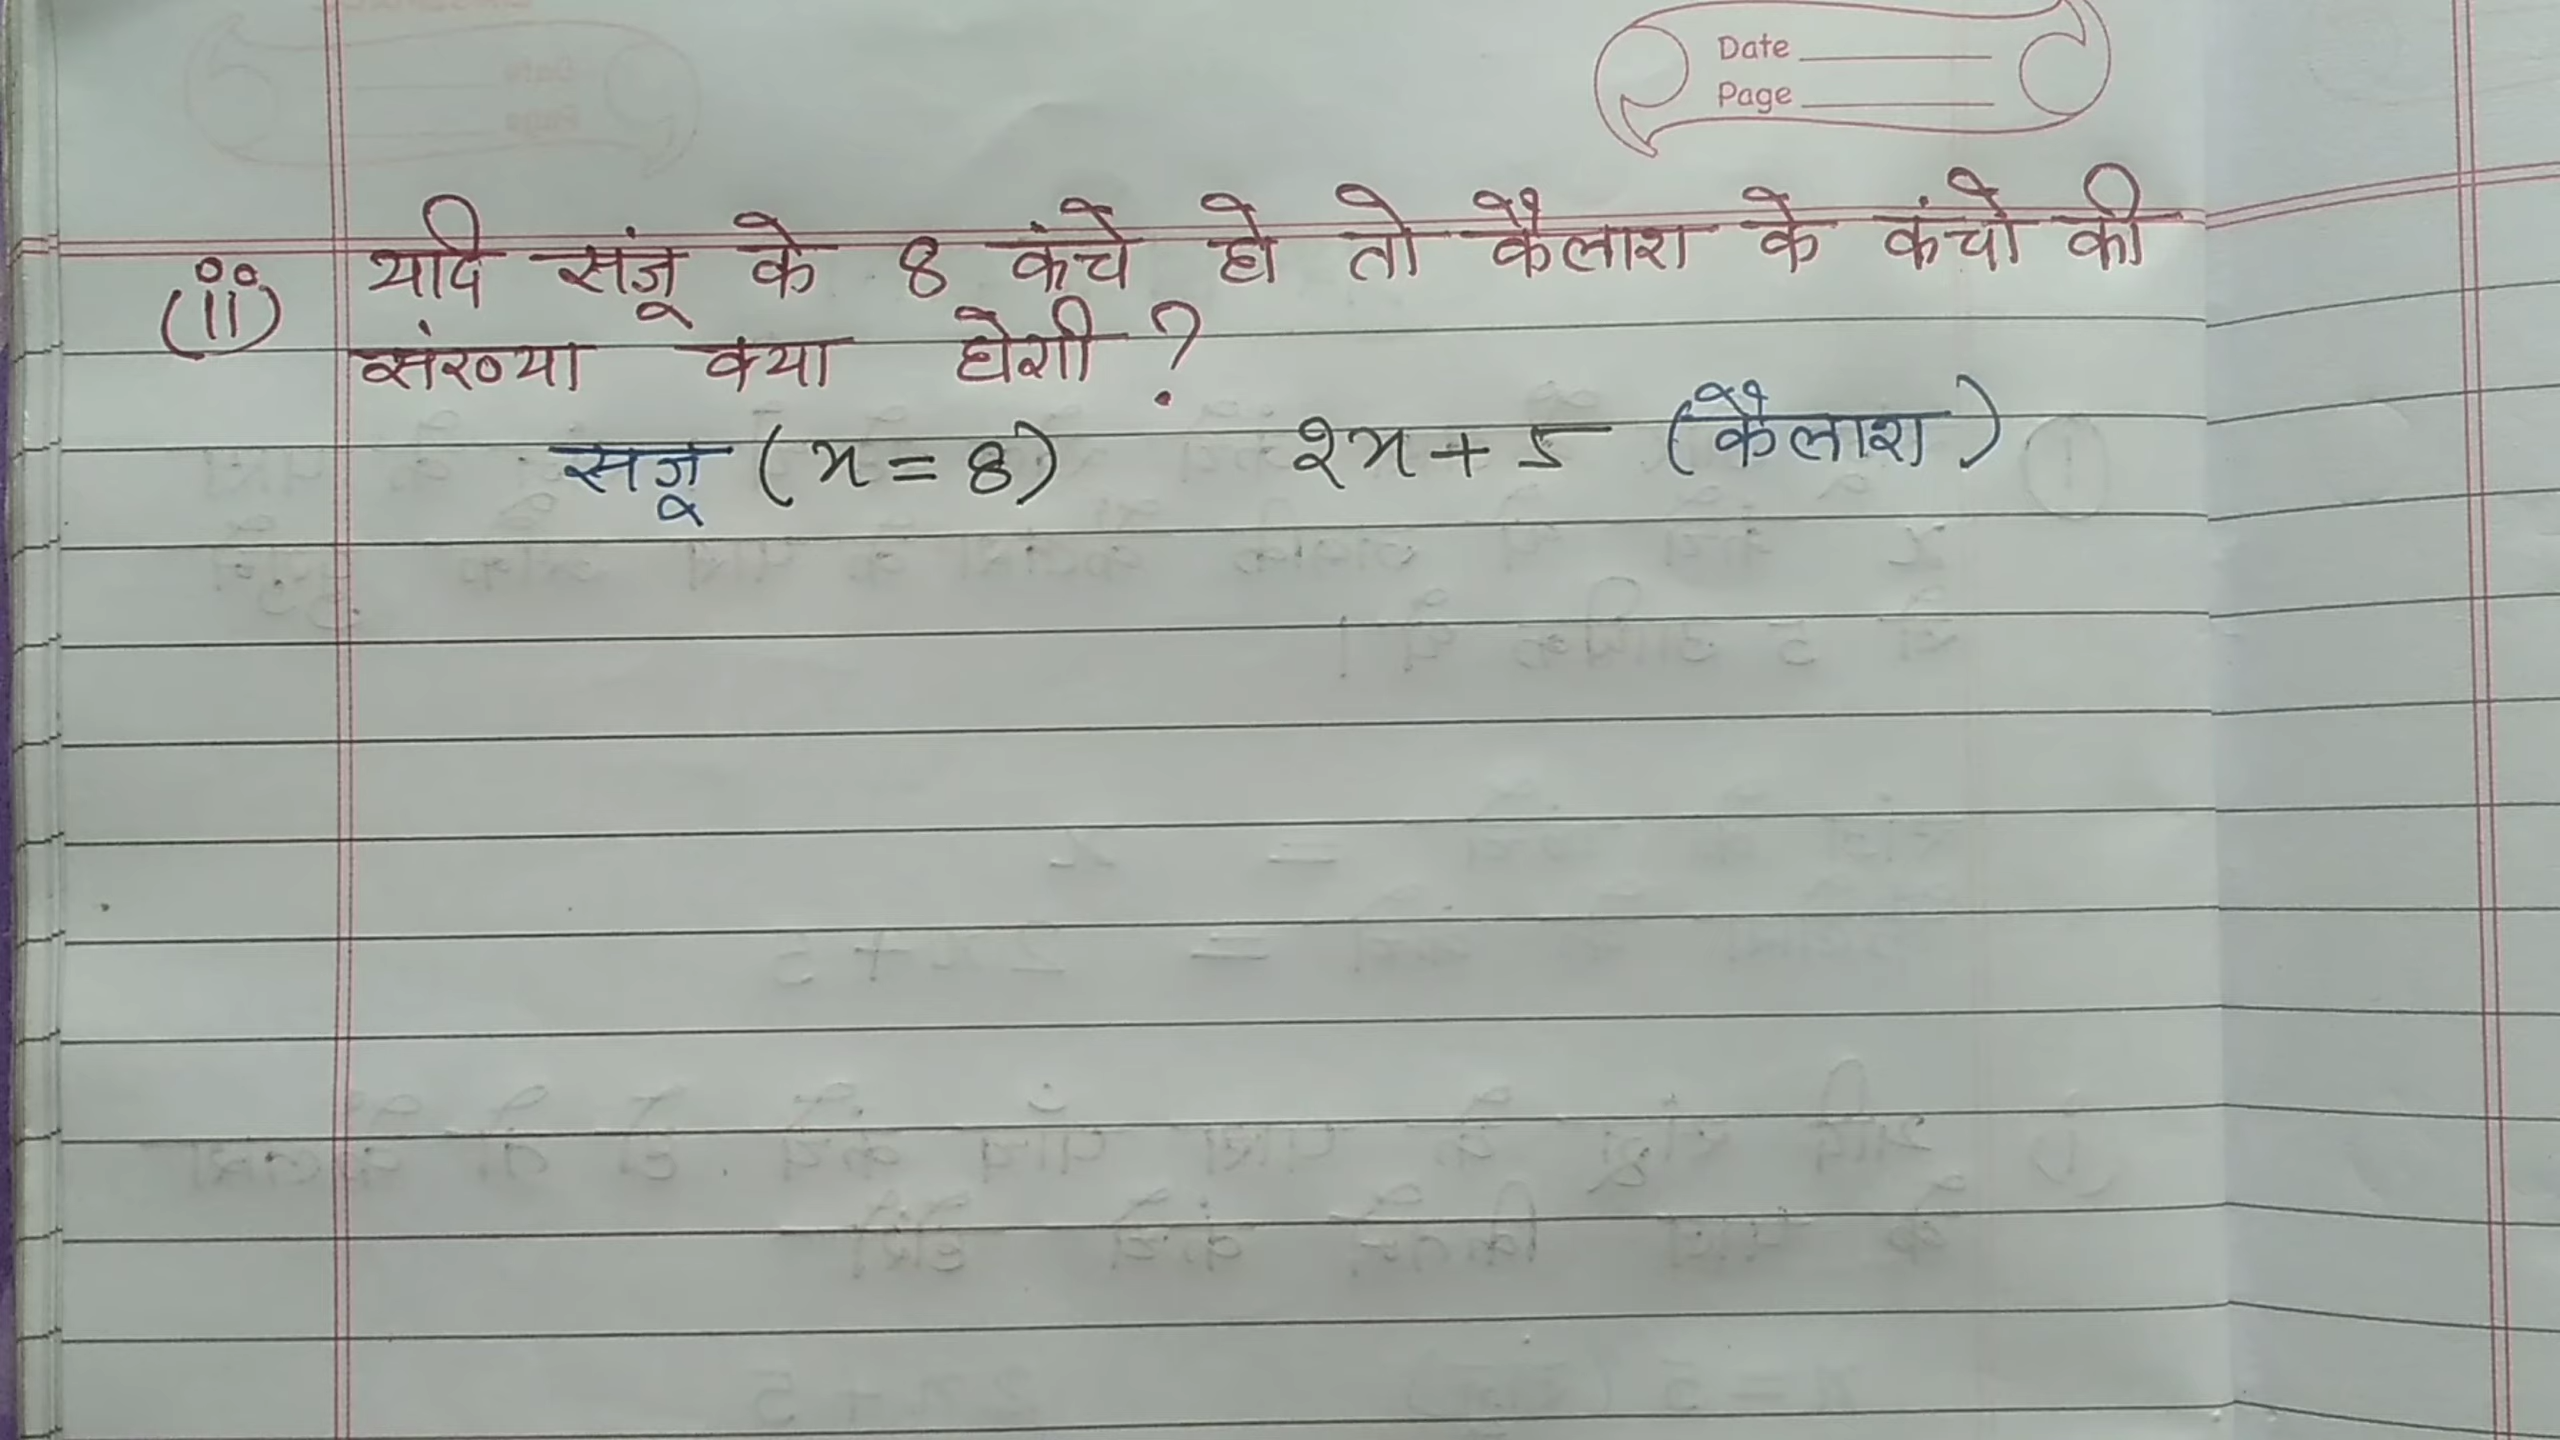 Date
Page
(ii) यदि संजू के 8 कंचे हो तो कैलाश के कंचो की
संख्या क्या होगी ?
सजू (x = 8) 2x + 5 (कैलाश)